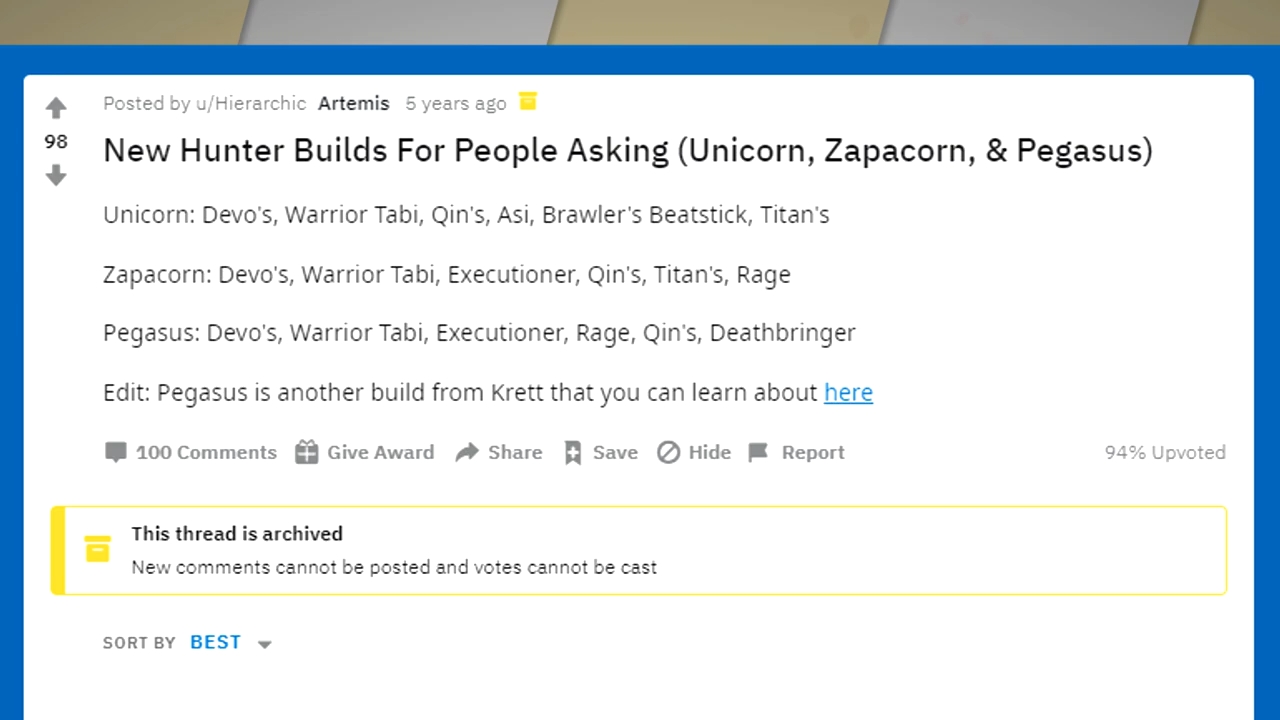 Posted by u/Hierarchic Artemis 5 years ago
98
New Hunter Builds For People Asking (Unicorn, Zapacorn, & Pegasus)
Unicorn: Devo's, Warrior Tabi, Qin's, Asi, Brawler's Beatstick, Titan's
Zapacorn: Devo's, Warrior Tabi, Executioner, Qin's, Titan's, Rage
Pegasus: Devo's, Warrior Tabi, Executioner, Rage, Qin's, Deathbringer
Edit: Pegasus is another build from Krett that you can learn about here
100 Comments Give Award Share Save Hide Report 94% Upvoted
This thread is archived
New comments cannot be posted and votes cannot be cast
SORT BY BEST